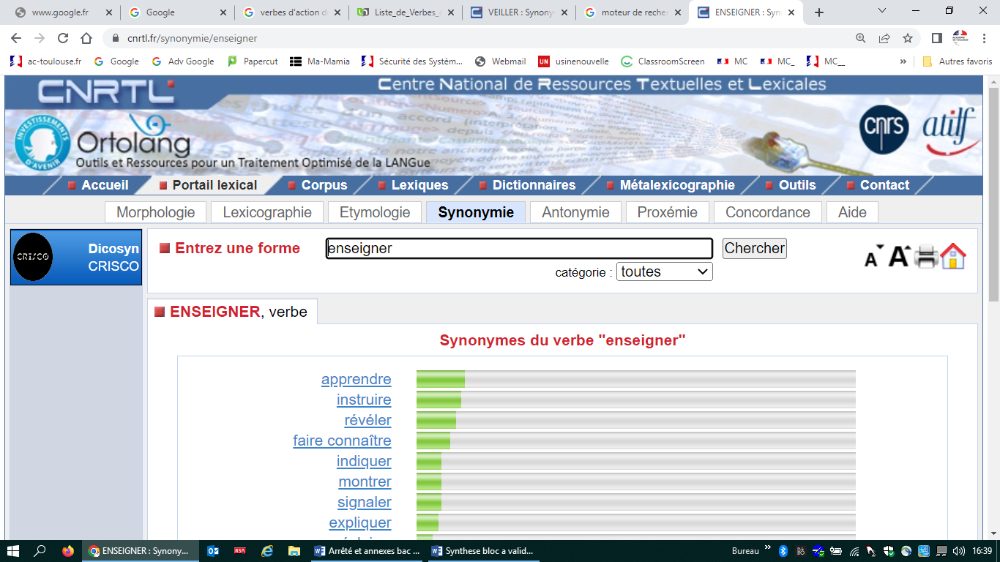 www.google.fr
Google
verbes d'action d
Liste_de_Verbes_
VEILLER : Synony
moteur de recher
ENSEIGNER : Syn
cnrtl.fr/synonymie/enseigner
ac-toulouse.fr
Google
Adv Google
Papercut
Ma-Mamia
Sécurité des Systèm...
Webmail
UN
usinenouvelle
ClassroomScreen
MC
MC_
MC__
»
Autres favoris
CNRTL
Centre National de Ressources Textuelles et Lexicales
INVESTISSEMENTS D'AVENIR
Ortolang
Outils et Ressources pour un Traitement Optimisé de la LANGue
cnrs
atilf
Accueil
Portail lexical
Corpus
Lexiques
Dictionnaires
Métalexicographie
Outils
Contact
Morphologie
Lexicographie
Etymologie
Synonymie
Antonymie
Proxémie
Concordance
Aide
CRISCO
Dicosyn
CRISCO
Entrez une forme
enseigner
Chercher
A A
catégorie : toutes
ENSEIGNER, verbe
Synonymes du verbe "enseigner"
apprendre
instruire
révéler
faire connaître
indiquer
montrer
signaler
expliquer
ENSEIGNER : Synony...
RSA
Arrêté et annexes bac ...
Synthese bloc a valid...
Bureau
»
16:39